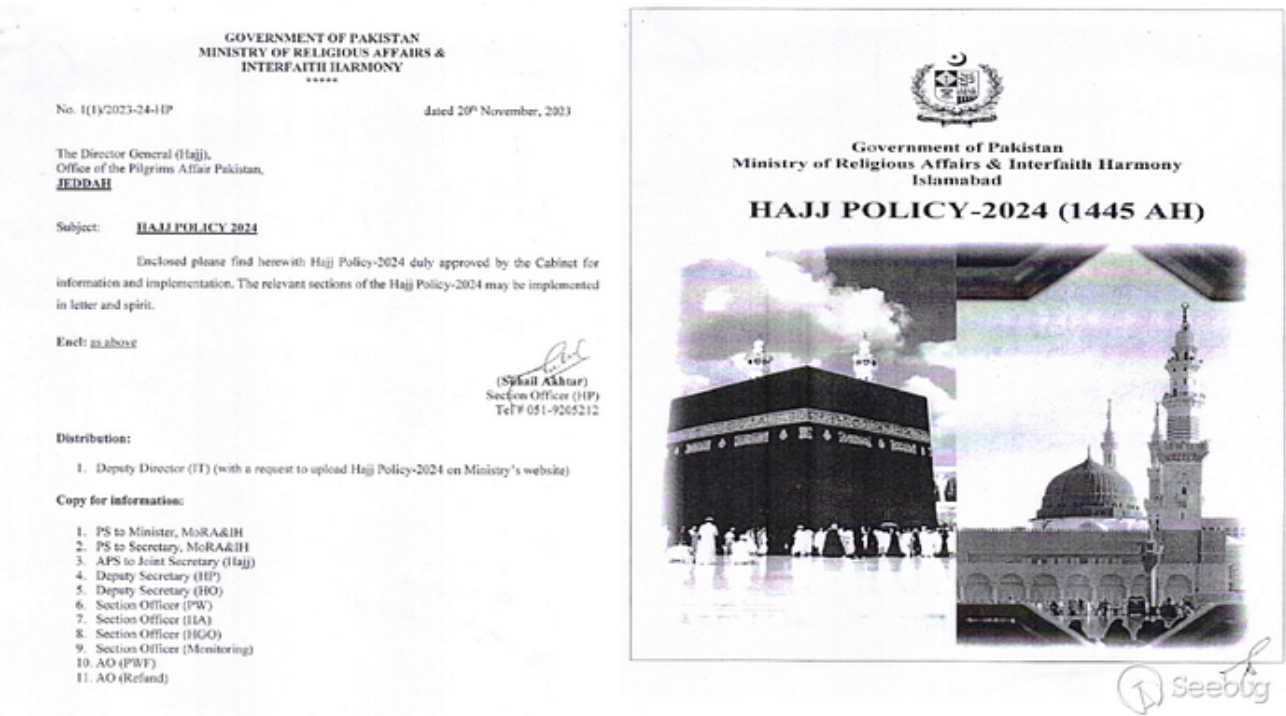 GOVERNMENT OF PAKISTAN
MINISTRY OF RELIGIOUS AFFAIRS &
INTERFAITH HARMONY
*****
No. 1(1)/2023-24-HP dated 20th November, 2023
The Director General (Hajj),
Office of the Pilgrims Affair Pakistan,
JEDDAH
Subject: HAJJ POLICY 2024
Enclosed please find herewith Hajj Policy-2024 duly approved by the Cabinet for
information and implementation. The relevant sections of the Hajj Policy-2024 may be implemented
in letter and spirit.
Encl: as above
(Suhail Akhtar)
Section Officer (HP)
Tel # 051-9205212
Distribution:
1. Deputy Director (IT) (with a request to upload Hajj Policy-2024 on Ministry's website)
Copy for information:
1. PS to Minister, MoRA&IH
2. PS to Secretary, MoRA&IH
3. APS to Joint Secretary (Hajj)
4. Deputy Secretary (HP)
5. Deputy Secretary (HO)
6. Section Officer (PW)
7. Section Officer (HA)
8. Section Officer (HGO)
9. Section Officer (Monitoring)
10. AO (PWF)
11. AO (Refund)
Government of Pakistan
Ministry of Religious Affairs & Interfaith Harmony
Islamabad
HAJJ POLICY-2024 (1445 AH)
Seebug